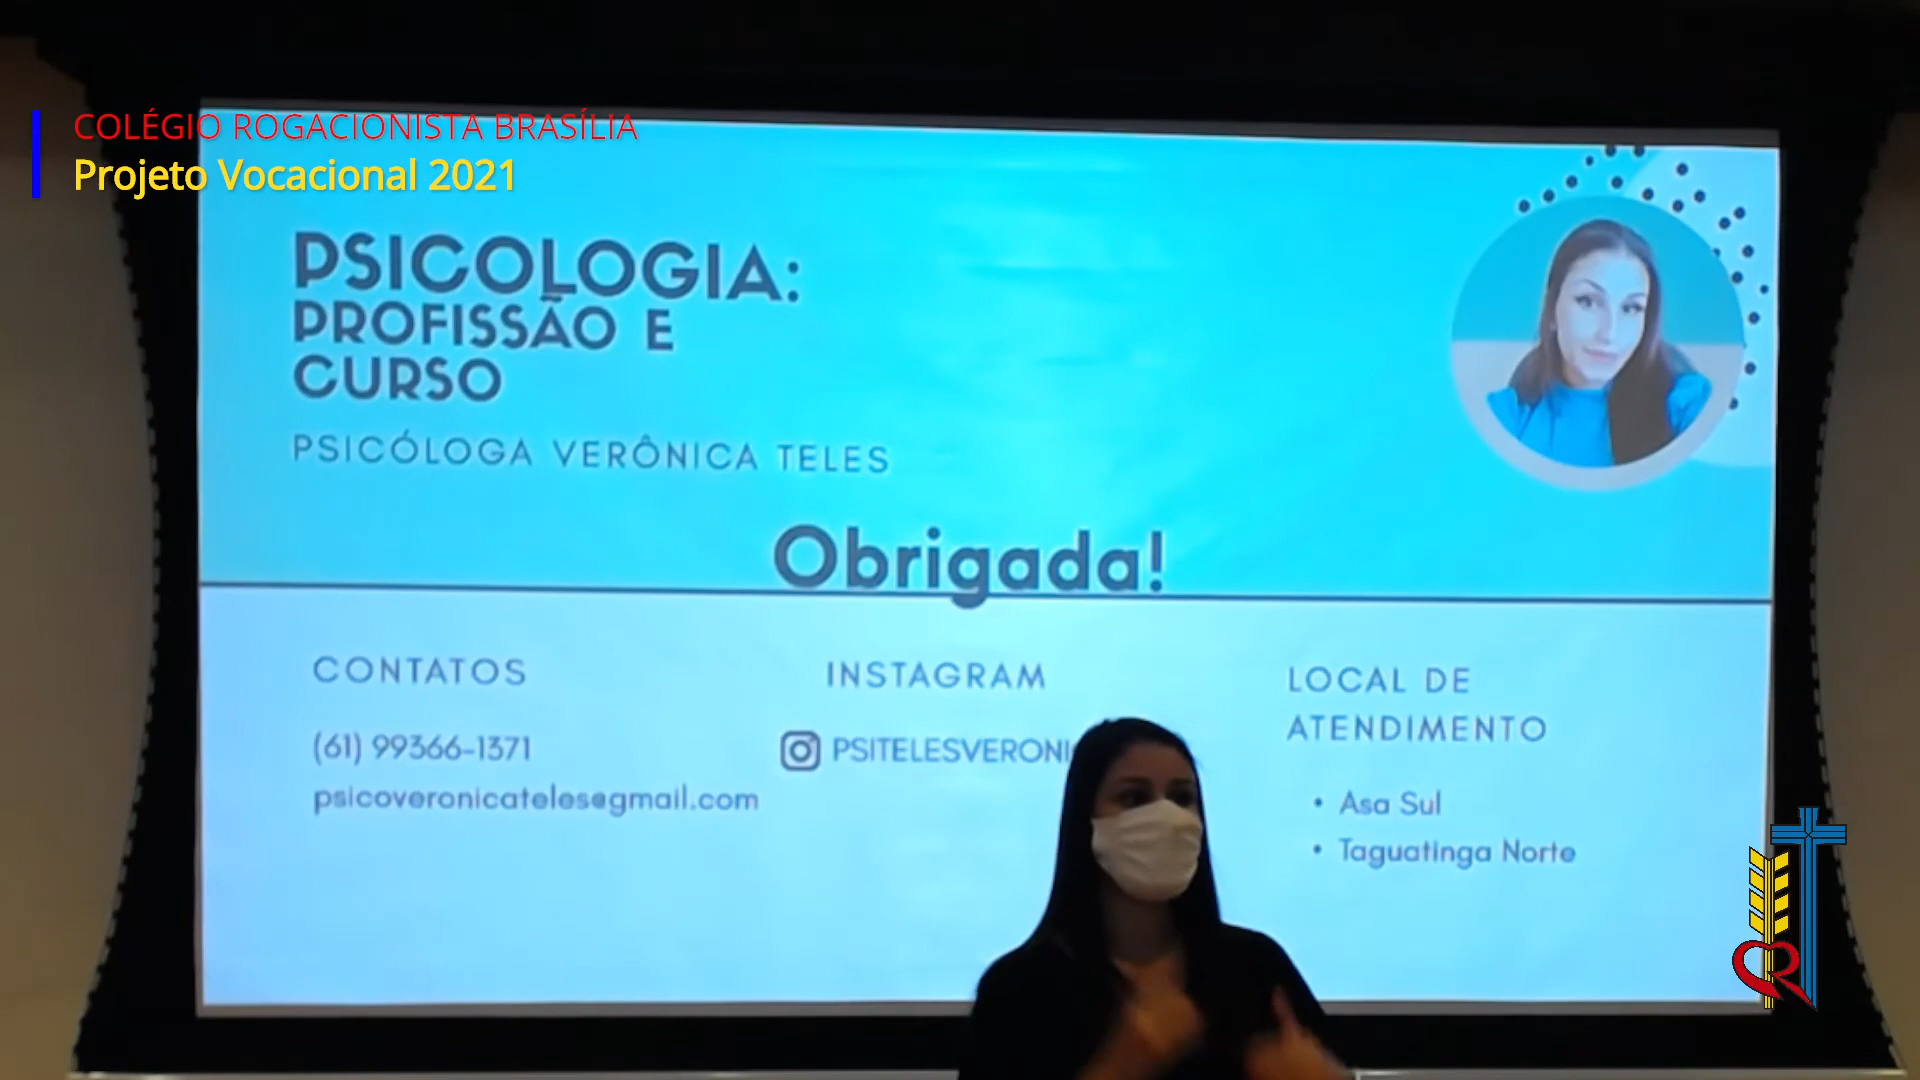 COLÉGIO ROGACIONISTA BRASÍLIA
Projeto Vocacional 2021
PSICOLOGIA:
PROFISSÃO E
CURSO
PSICÓLOGA VERÔNICA TELES
Obrigada!
CONTATOS
(61) 99366-1371
psicoveronicateles@gmail.com
INSTAGRAM
LOCAL DE
ATENDIMENTO
• Asa Sul
• Taguatinga Norte